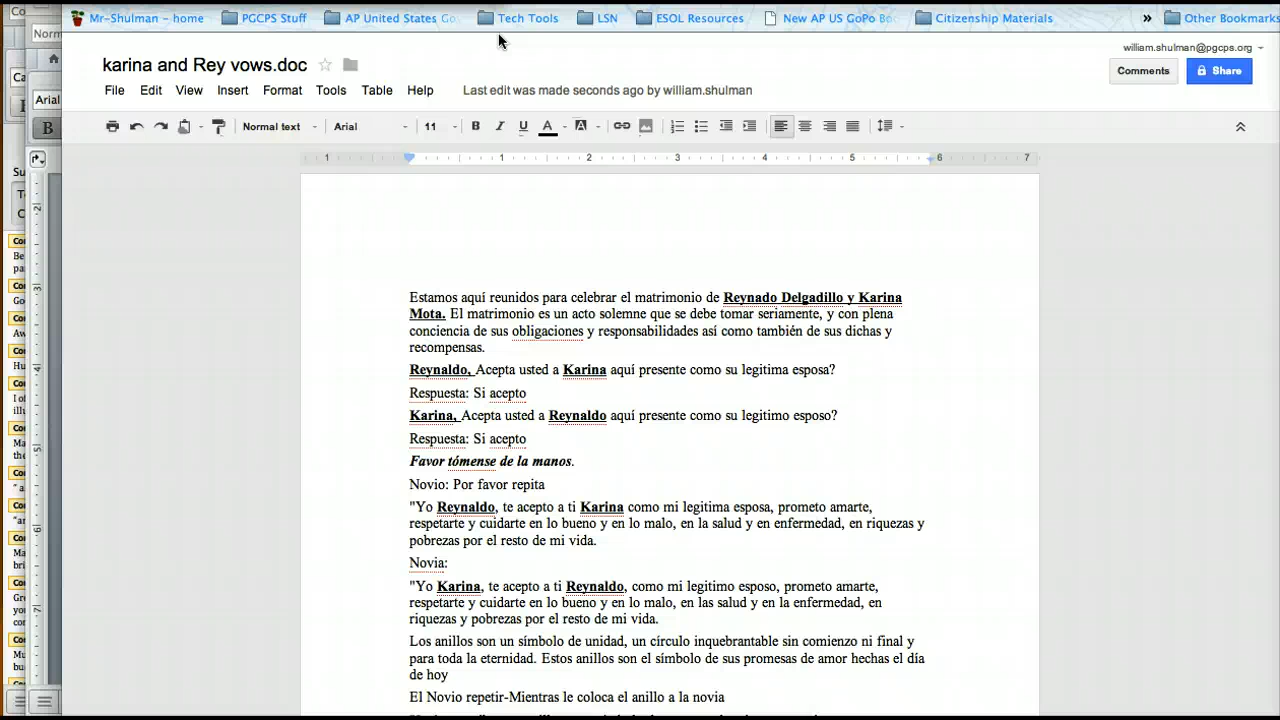 Mr-Shulman - home PGCPS Stuff AP United States Go LSN Tech Tools ESOL Resources New AP US GoPo Bo Citizenship Materials » Other Bookmarks
william.shulman@pgcps.org
karina and Rey vows.doc
Comments Share
File Edit View Insert Format Tools Table Help Last edit was made seconds ago by william.shulman
Normal text Arial 11 B I U A A
1 1 2 3 4 5 6 7
Estamos aquí reunidos para celebrar el matrimonio de Reynado Delgadillo y Karina
Mota. El matrimonio es un acto solemne que se debe tomar seriamente, y con plena
conciencia de sus obligaciones y responsabilidades así como también de sus dichas y
recompensas.
Reynaldo, Acepta usted a Karina aquí presente como su legitima esposa?
Respuesta: Si acepto
Karina, Acepta usted a Reynaldo aquí presente como su legitimo esposo?
Respuesta: Si acepto
Favor tómense de la manos.
Novio: Por favor repita
"Yo Reynaldo, te acepto a ti Karina como mi legitima esposa, prometo amarte,
respetarte y cuidarte en lo bueno y en lo malo, en la salud y en enfermedad, en riquezas y
pobrezas por el resto de mi vida.
Novia:
"Yo Karina, te acepto a ti Reynaldo, como mi legitimo esposo, prometo amarte,
respetarte y cuidarte en lo bueno y en lo malo, en las salud y en la enfermedad, en
riquezas y pobrezas por el resto de mi vida.
Los anillos son un símbolo de unidad, un círculo inquebrantable sin comienzo ni final y
para toda la eternidad. Estos anillos son el símbolo de sus promesas de amor hechas el día
de hoy
El Novio repetir-Mientras le coloca el anillo a la novia